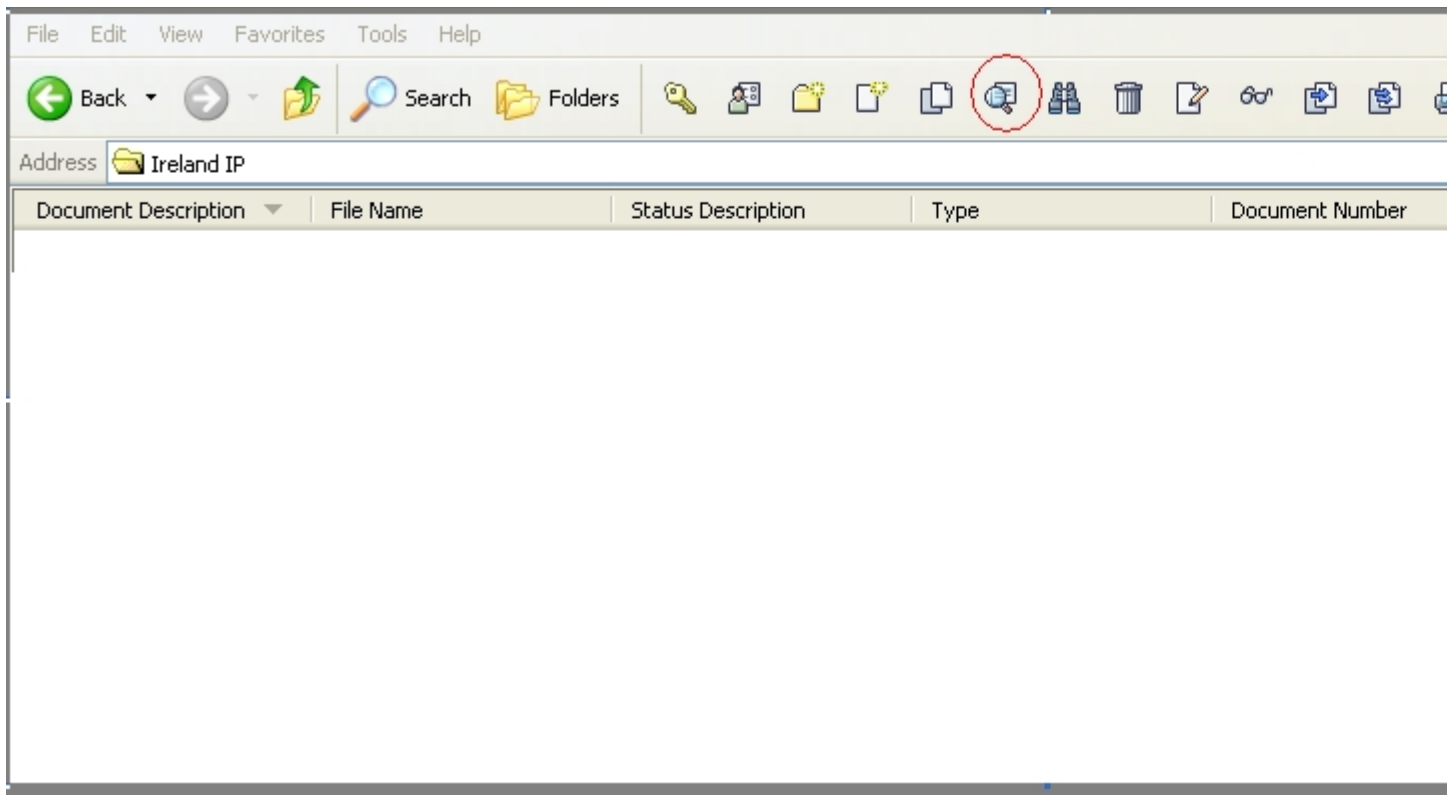 File Edit View Favorites Tools Help
Back Search Folders
Address Ireland IP
Document Description File Name Status Description Type Document Number